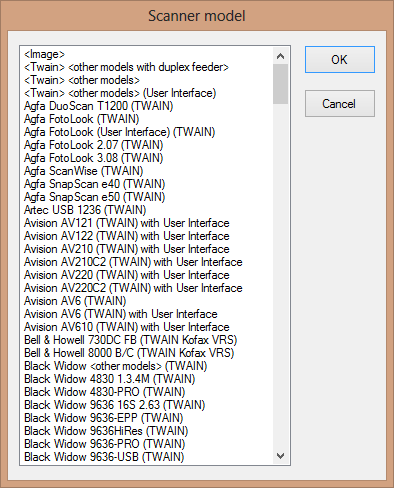 Scanner model
<Image>
<Twain> <other models with duplex feeder>
<Twain> <other models>
<Twain> <other models> (User Interface)
Agfa DuoScan T1200 (TWAIN)
Agfa FotoLook (TWAIN)
Agfa FotoLook (User Interface) (TWAIN)
Agfa FotoLook 2.07 (TWAIN)
Agfa FotoLook 3.08 (TWAIN)
Agfa ScanWise (TWAIN)
Agfa SnapScan e40 (TWAIN)
Agfa SnapScan e50 (TWAIN)
Artec USB 1236 (TWAIN)
Avision AV121 (TWAIN) with User Interface
Avision AV122 (TWAIN) with User Interface
Avision AV210 (TWAIN) with User Interface
Avision AV210C2 (TWAIN) with User Interface
Avision AV220 (TWAIN) with User Interface
Avision AV220C2 (TWAIN) with User Interface
Avision AV6 (TWAIN)
Avision AV6 (TWAIN) with User Interface
Avision AV610 (TWAIN) with User Interface
Bell & Howell 730DC FB (TWAIN Kofax VRS)
Bell & Howell 8000 B/C (TWAIN Kofax VRS)
Black Widow <other models> (TWAIN)
Black Widow 4830 1.3.4M (TWAIN)
Black Widow 4830-PRO (TWAIN)
Black Widow 9636 16S 2.63 (TWAIN)
Black Widow 9636-EPP (TWAIN)
Black Widow 9636HiRes (TWAIN)
Black Widow 9636-PRO (TWAIN)
Black Widow 9636-USB (TWAIN)
OK
Cancel